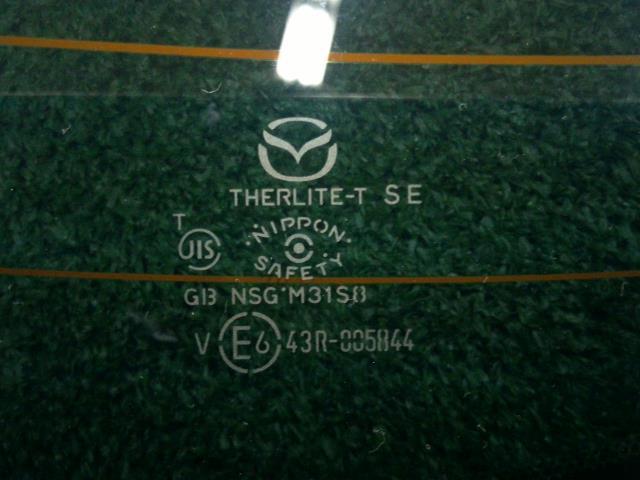 THERLITE-T SE
T
JIS
NIPPON
SAFETY
GB NSG M31S8
V E6 43R-005844